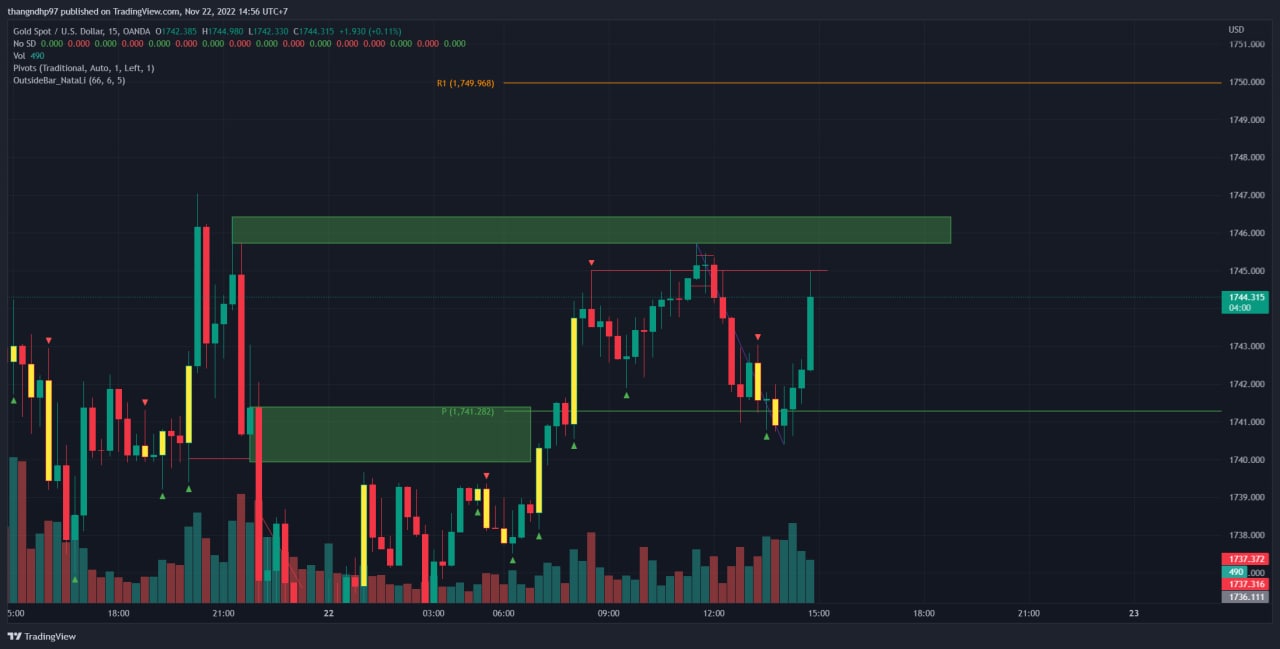 thangndhp97 published on TradingView.com, Nov 22, 2022 14:56 UTC+7
Gold Spot / U.S. Dollar, 15, OANDA O1742.385 H1744.980 L1742.330 C1744.315 +1.930 (+0.11%)
No SD 0.000 0.000 0.000 0.000 0.000 0.000 0.000 0.000 0.000 0.000 0.000 0.000 0.000 0.000 0.000 0.000
Vol 490
Pivots (Traditional, Auto, 1, Left, 1)
OutsideBar_NataLi (66, 6, 5)
USD
1751.000
R1 (1,749.968)
1750.000
1749.000
1748.000
1747.000
1746.000
1745.000
1744.315
04:00
1743.000
1742.000
P (1,741.282)
1741.000
1740.000
1739.000
1738.000
1737.372
490 .000
1737.316
1736.111
5:00 18:00 21:00 22 03:00 06:00 09:00 12:00 15:00 18:00 21:00 23
TradingView